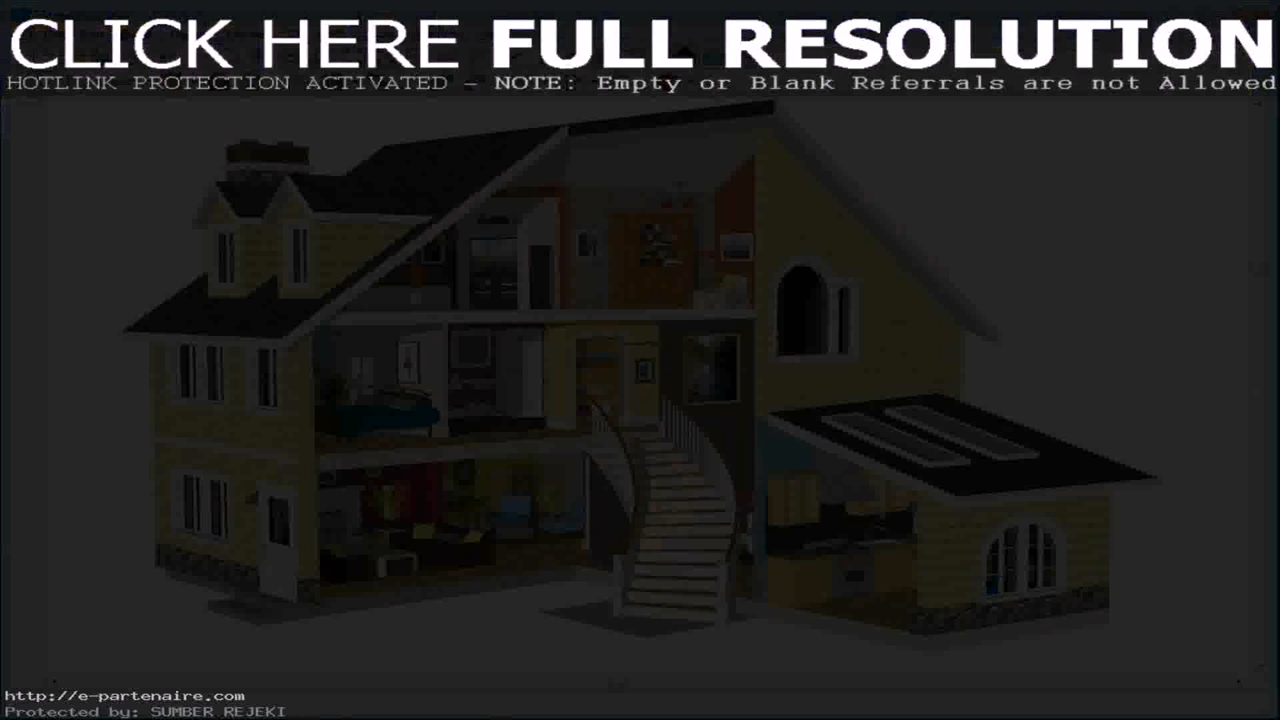 CLICK HERE FULL RESOLUTION
HOTLINK PROTECTION ACTIVATED – NOTE: Empty or Blank Referrals are not Allowed
http://e-partenaire.com
Protected by: SUMBER REJEKI